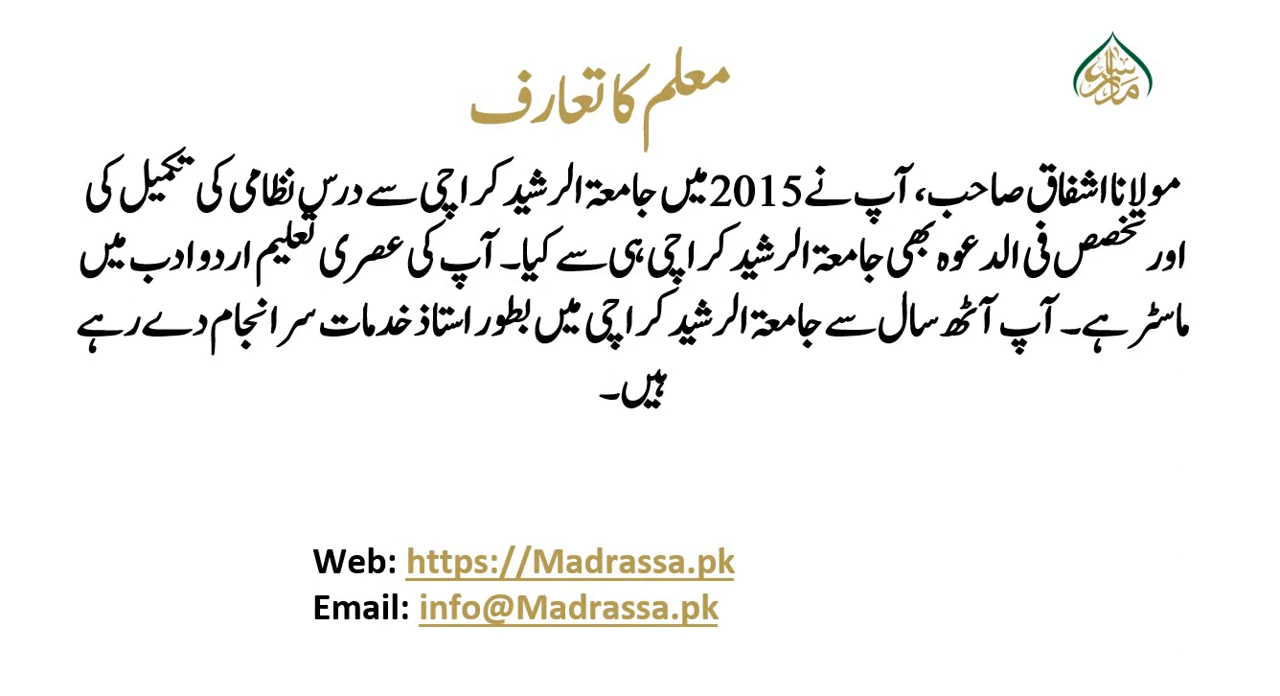 معلم کا تعارف
مولانا اشفاق صاحب، آپ نے 2015 میں جامعۃ الرشید کراچی سے درس نظامی کی تکمیل کی
اور تخصص فی الدعوہ بھی جامعۃ الرشید کراچی ہی سے کیا۔ آپ کی عصری تعلیم اردو ادب میں
ماسٹر ہے۔ آپ آٹھ سال سے جامعۃ الرشید کراچی میں بطور استاذ خدمات سرانجام دے رہے
ہیں۔
Web: https://Madrassa.pk
Email: info@Madrassa.pk